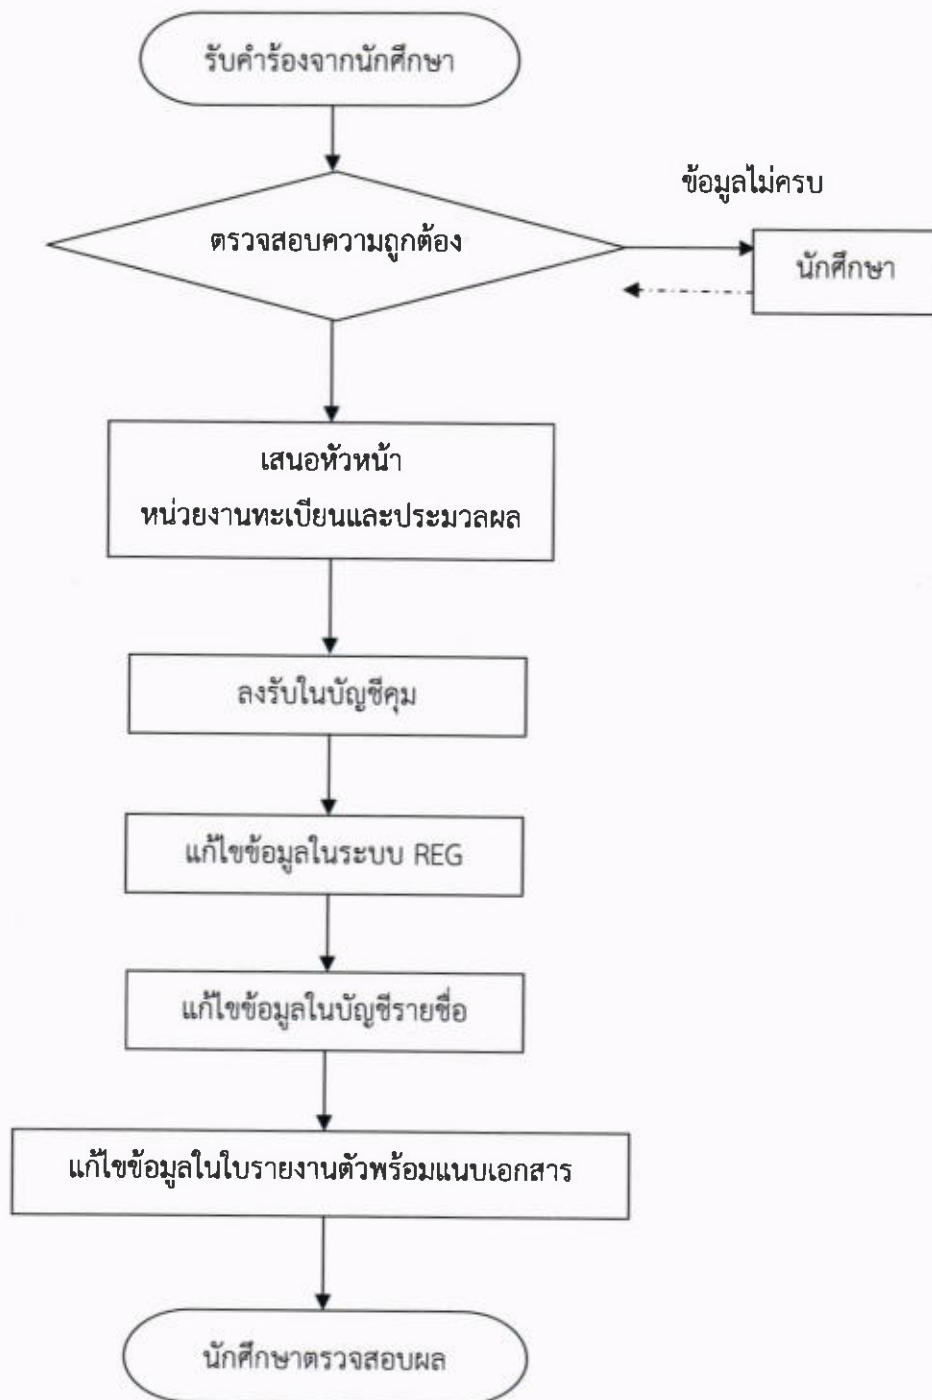 รับคำร้องจากนักศึกษา
ข้อมูลไม่ครบ
ตรวจสอบความถูกต้อง
นักศึกษา
เสนอหัวหน้า
หน่วยงานทะเบียนและประมวลผล
ลงรับในบัญชีคุม
แก้ไขข้อมูลในระบบ REG
แก้ไขข้อมูลในบัญชีรายชื่อ
แก้ไขข้อมูลในใบรายงานตัวพร้อมแนบเอกสาร
นักศึกษาตรวจสอบผล